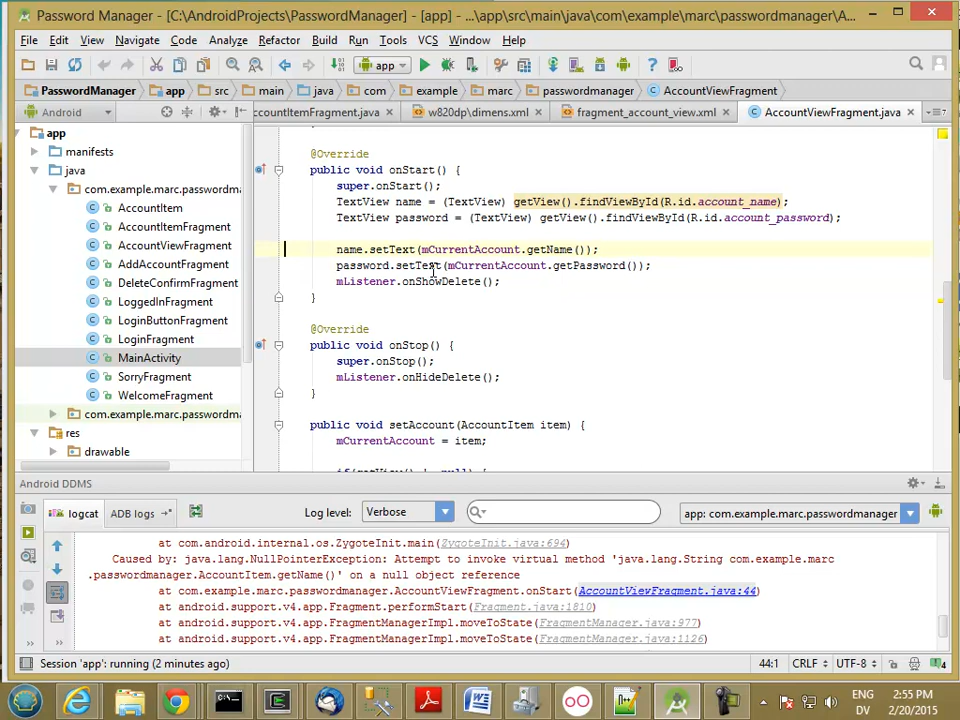 Password Manager - [C:\AndroidProjects\PasswordManager] - [app] - ...\app\src\main\java\com\example\marc\passwordmanager\A...
File Edit View Navigate Code Analyze Refactor Build Run Tools VCS Window Help
app
PasswordManager app src main java com example marc passwordmanager AccountViewFragment
Android
ccountItemFragment.java w820dp\dimens.xml fragment_account_view.xml AccountViewFragment.java
app
manifests
java
com.example.marc.passwordma
AccountItem
AccountItemFragment
AccountViewFragment
AddAccountFragment
DeleteConfirmFragment
LoggedInFragment
LoginButtonFragment
LoginFragment
MainActivity
SorryFragment
WelcomeFragment
com.example.marc.passwordma
res
drawable
@Override
public void onStart() {
super.onStart();
TextView name = (TextView) getView().findViewById(R.id.account_name);
TextView password = (TextView) getView().findViewById(R.id.account_password);
name.setText(mCurrentAccount.getName());
password.setText(mCurrentAccount.getPassword());
mListener.onShowDelete();
}
@Override
public void onStop() {
super.onStop();
mListener.onHideDelete();
}
public void setAccount(AccountItem item) {
mCurrentAccount = item;
Android DDMS
logcat ADB logs Log level: Verbose app: com.example.marc.passwordmanager
at com.android.internal.os.ZygoteInit.main(ZygoteInit.java:694)
Caused by: java.lang.NullPointerException: Attempt to invoke virtual method 'java.lang.String com.example.marc
.passwordmanager.AccountItem.getName()' on a null object reference
at com.example.marc.passwordmanager.AccountViewFragment.onStart(AccountViewFragment.java:44)
at android.support.v4.app.Fragment.performStart(Fragment.java:1810)
at android.support.v4.app.FragmentManagerImpl.moveToState(FragmentManager.java:977)
at android.support.v4.app.FragmentManagerImpl.moveToState(FragmentManager.java:1126)
Session 'app': running (2 minutes ago) 44:1 CRLF UTF-8 4
ENG 2:55 PM
DV 2/20/2015